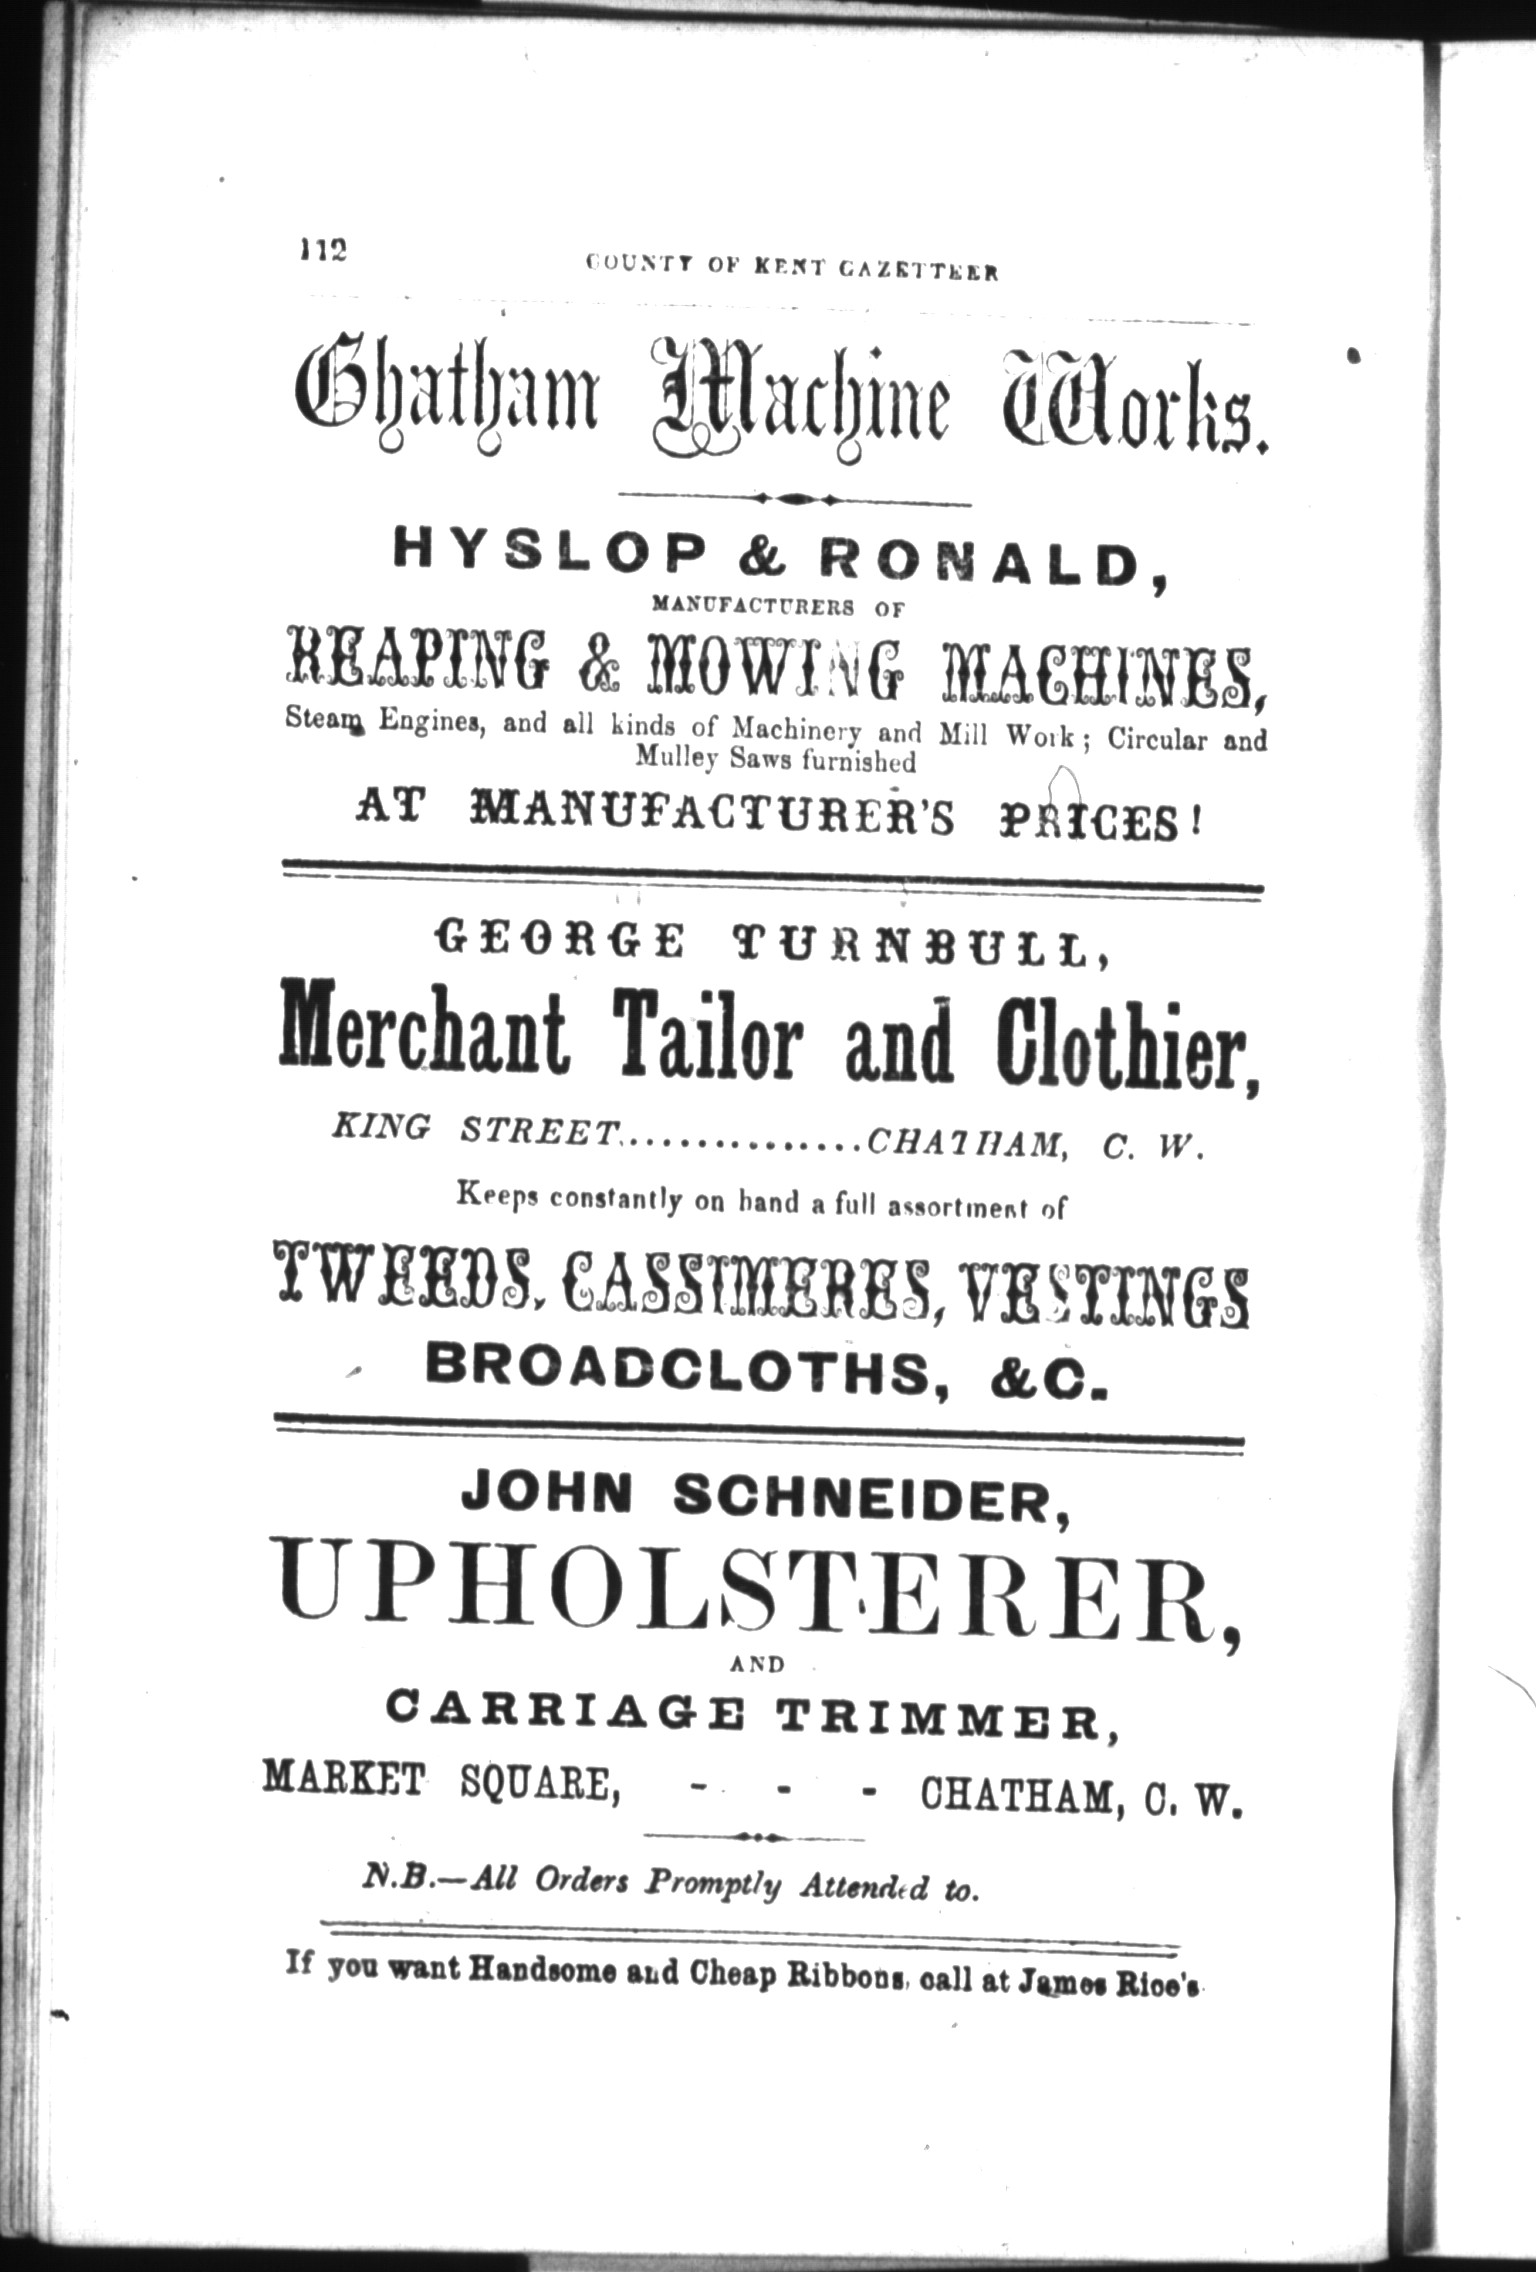 112
COUNTY OF KENT GAZETTEER
Chatham Machine Works.
HYSLOP & RONALD,
MANUFACTURERS OF
REAPING & MOWING MACHINES,
Steam Engines, and all kinds of Machinery and Mill Work; Circular and
Mulley Saws furnished
AT MANUFACTURER'S PRICES!
GEORGE TURNBULL,
Merchant Tailor and Clothier,
KING STREET...............CHATHAM, C. W.
Keeps constantly on hand a full assortment of
TWEEDS, CASSIMERES, VESTINGS
BROADCLOTHS, &C.
JOHN SCHNEIDER,
UPHOLSTERER,
AND
CARRIAGE TRIMMER,
MARKET SQUARE, - - - CHATHAM, C. W.
N.B.—All Orders Promptly Attended to.
If you want Handsome and Cheap Ribbons, call at James Rice's